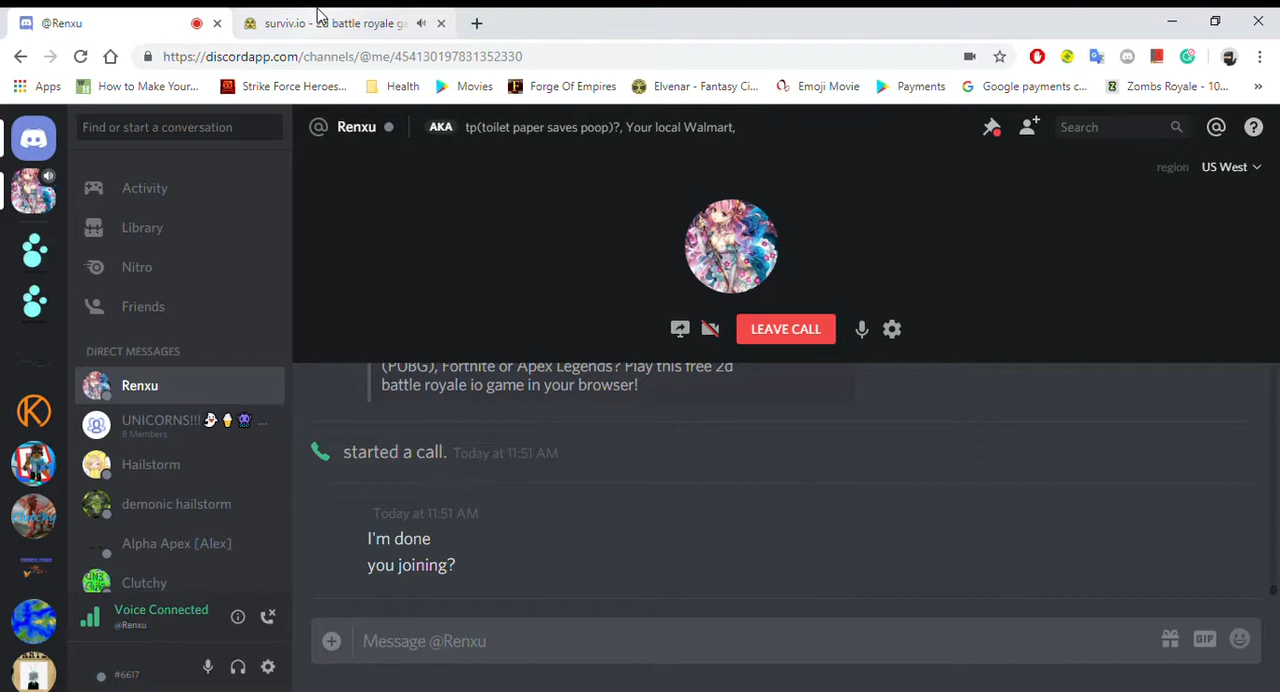 @Renxu
surviv.io - 2d battle royale ga
https://discordapp.com/channels/@me/454130197831352330
Apps
How to Make Your...
Strike Force Heroes...
Health
Movies
Forge Of Empires
Elvenar - Fantasy Ci...
Emoji Movie
Payments
Google payments c...
Zombs Royale - 10...
»
Find or start a conversation
@ Renxu
AKA tp(toilet paper saves poop)?, Your local Walmart,
Search
region US West
Activity
Library
Nitro
Friends
LEAVE CALL
DIRECT MESSAGES
Renxu
UNICORNS!!!👻🍦👾 ...
9 Members
Hailstorm
demonic hailstorm
Alpha Apex [Alex]
Clutchy
Voice Connected
@Renxu
#6617
(PUBG), Fortnite or Apex Legends? Play this free 2d
battle royale io game in your browser!
started a call. Today at 11:51 AM
Today at 11:51 AM
I'm done
you joining?
Message @Renxu
GIF